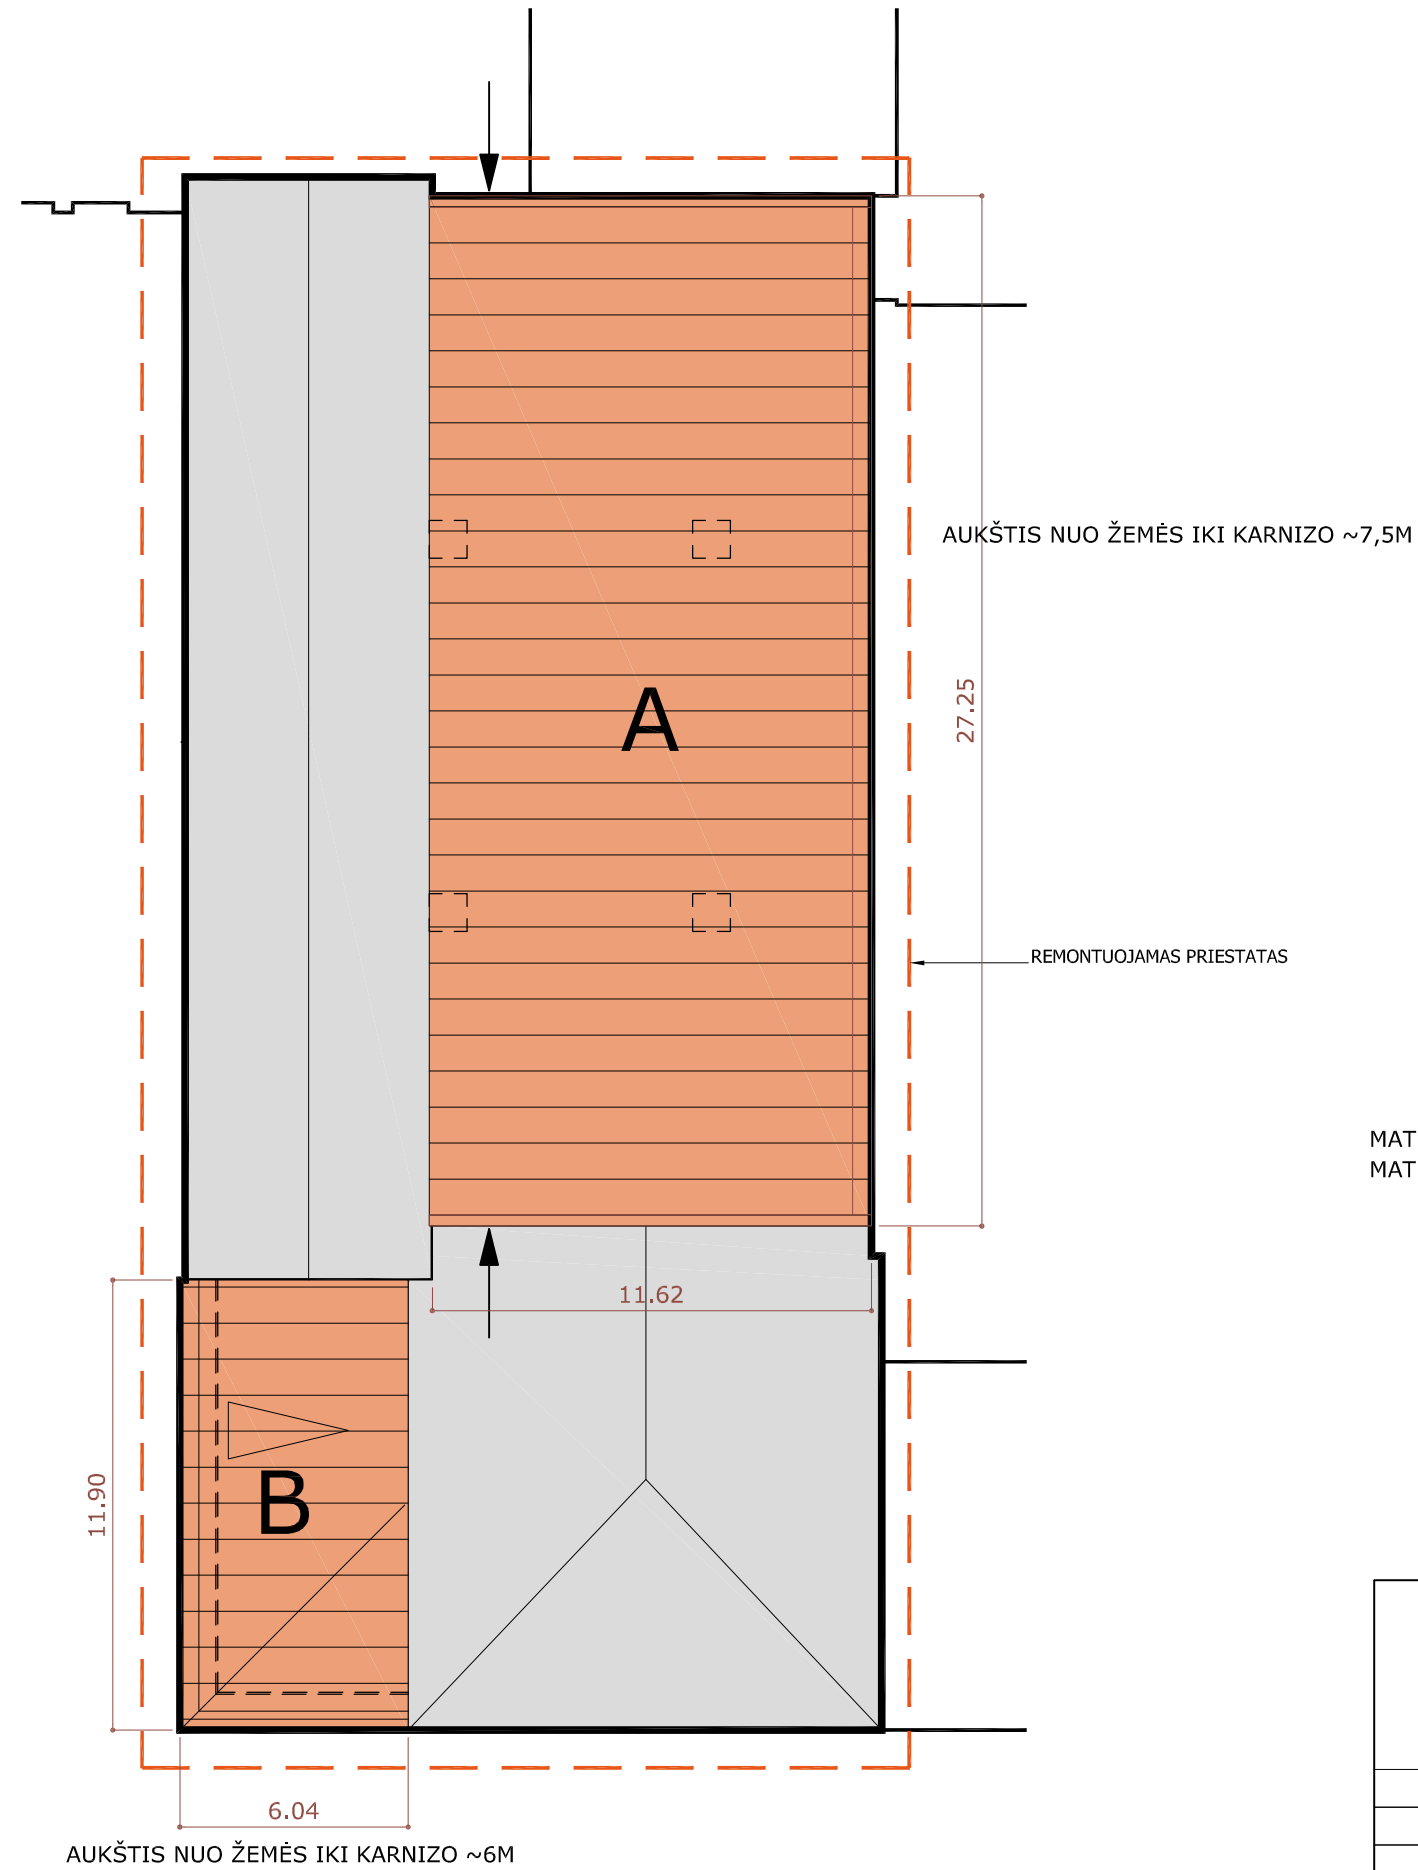 AUKŠTIS NUO ŽEMĖS IKI KARNIZO ~7,5M
27.25
A
REMONTUOJAMAS PRIESTATAS
MAT
MAT
11.62
11.90
B
6.04
AUKŠTIS NUO ŽEMĖS IKI KARNIZO ~6M